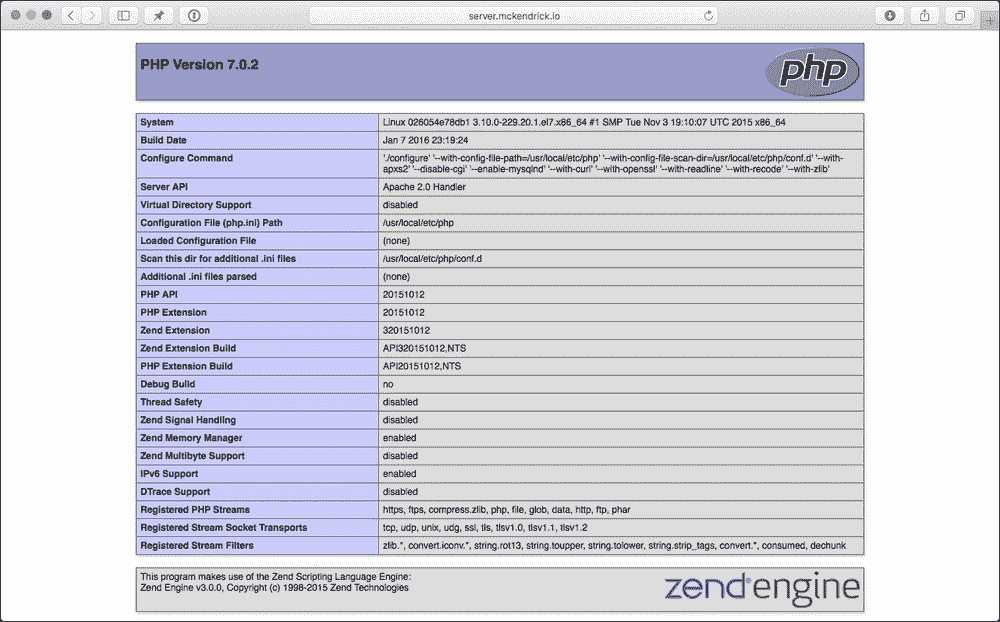 server.mckendrick.io
PHP Version 7.0.2
php
System Linux 026054e78db1 3.10.0-229.20.1.el7.x86_64 #1 SMP Tue Nov 3 19:10:07 UTC 2015 x86_64
Build Date Jan 7 2016 23:19:24
Configure Command './configure' '--with-config-file-path=/usr/local/etc/php' '--with-config-file-scan-dir=/usr/local/etc/php/conf.d' '--with-
apxs2' '--disable-cgi' '--enable-mysqlnd' '--with-curl' '--with-openssl' '--with-readline' '--with-recode' '--with-zlib'
Server API Apache 2.0 Handler
Virtual Directory Support disabled
Configuration File (php.ini) Path /usr/local/etc/php
Loaded Configuration File (none)
Scan this dir for additional .ini files /usr/local/etc/php/conf.d
Additional .ini files parsed (none)
PHP API 20151012
PHP Extension 20151012
Zend Extension 320151012
Zend Extension Build API320151012,NTS
PHP Extension Build API20151012,NTS
Debug Build no
Thread Safety disabled
Zend Signal Handling disabled
Zend Memory Manager enabled
Zend Multibyte Support disabled
IPv6 Support enabled
DTrace Support disabled
Registered PHP Streams https, ftps, compress.zlib, php, file, glob, data, http, ftp, phar
Registered Stream Socket Transports tcp, udp, unix, udg, ssl, tls, tlsv1.0, tlsv1.1, tlsv1.2
Registered Stream Filters zlib.*, convert.iconv.*, string.rot13, string.toupper, string.tolower, string.strip_tags, convert.*, consumed, dechunk
This program makes use of the Zend Scripting Language Engine:
Zend Engine v3.0.0, Copyright (c) 1998-2015 Zend Technologies
zend engine